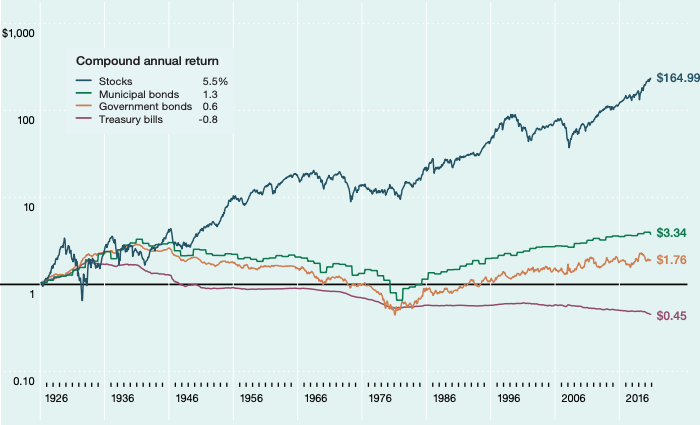 $1,000
Compound annual return
Stocks 5.5%
Municipal bonds 1.3
Government bonds 0.6
Treasury bills -0.8
$164.99
100
10
$3.34
$1.76
1
$0.45
0.10
1926 1936 1946 1956 1966 1976 1986 1996 2006 2016